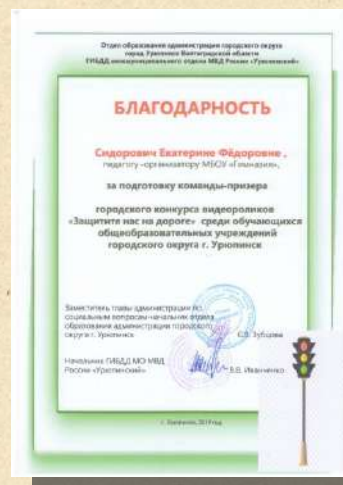 Отдел образования администрации городского округа
город Урюпинск Волгоградской области
ГИБДД межмуниципального отдела МВД России «Урюпинский»
БЛАГОДАРНОСТЬ
Сидорович Екатерине Фёдоровне ,
педагогу -организатору МБОУ «Гимназия»,
за подготовку команды-призера
городского конкурса видеороликов
«Защитите нас на дороге» среди обучающихся
общеобразовательных учреждений
городского округа г. Урюпинск
Заместитель главы администрации по
социальным вопросам-начальник отдела
образования администрации городского
округа г. Урюпинск
С.В. Зубцова
Начальник ГИБДД МО МВД
России «Урюпинский»
В.В. Иванченко
г. Урюпинск, 2019 год